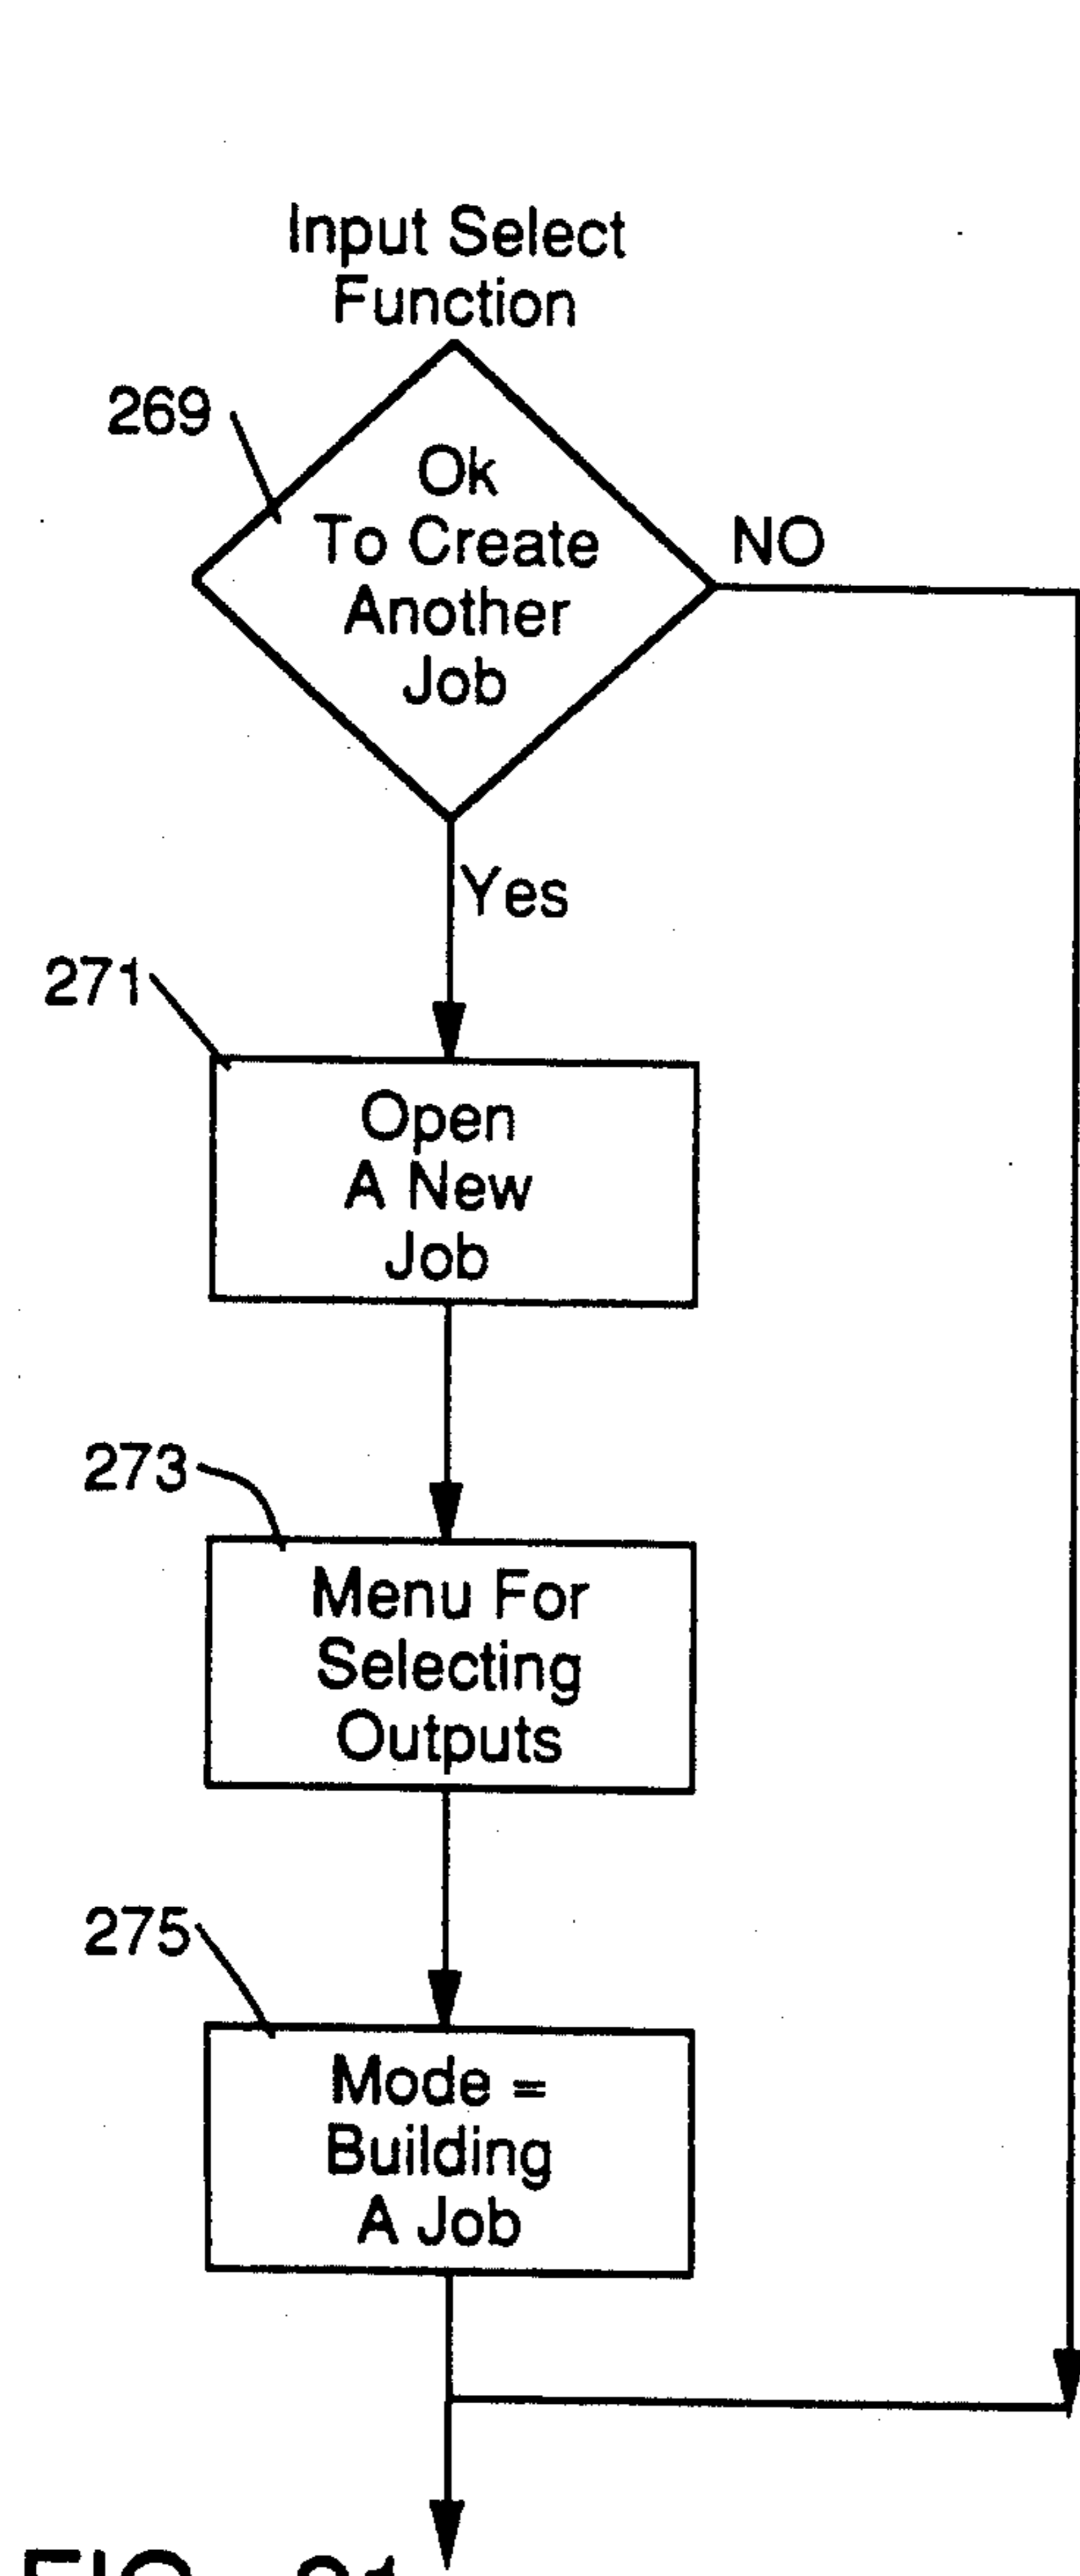 Input Select
Function
269
Ok
To Create
Another
Job
NO
Yes
271
Open
A New
Job
273
Menu For
Selecting
Outputs
275
Mode =
Building
A Job
FIG.